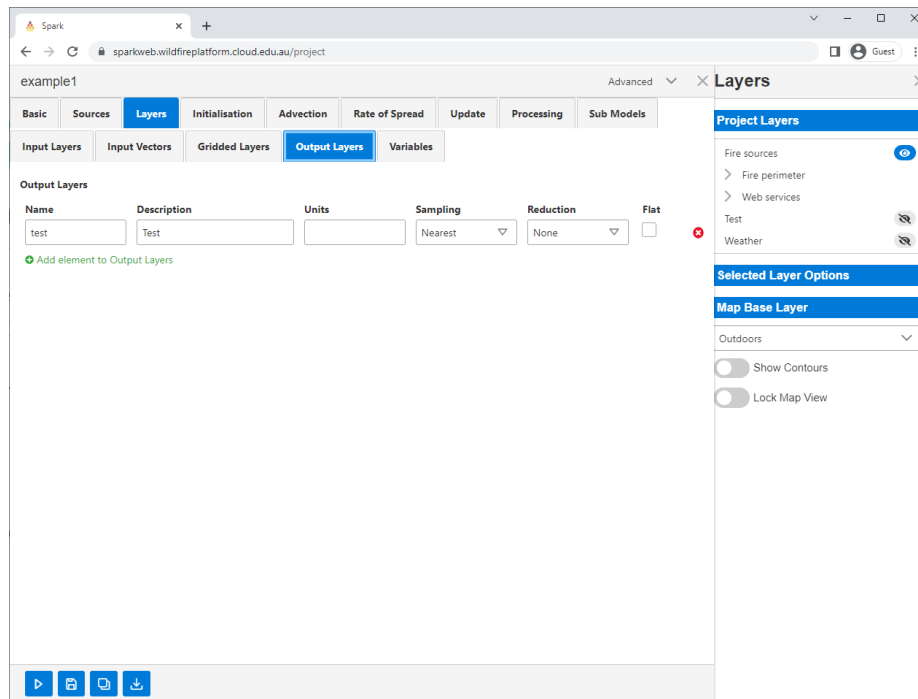 Spark
sparkweb.wildfireplatform.cloud.edu.au/project
Guest
example1
Advanced
Basic
Sources
Layers
Initialisation
Advection
Rate of Spread
Update
Processing
Sub Models
Input Layers
Input Vectors
Gridded Layers
Output Layers
Variables
Output Layers
Name
Description
Units
Sampling
Reduction
Flat
test
Test
Nearest
None
Add element to Output Layers
Layers
Project Layers
Fire sources
Fire perimeter
Web services
Test
Weather
Selected Layer Options
Map Base Layer
Outdoors
Show Contours
Lock Map View